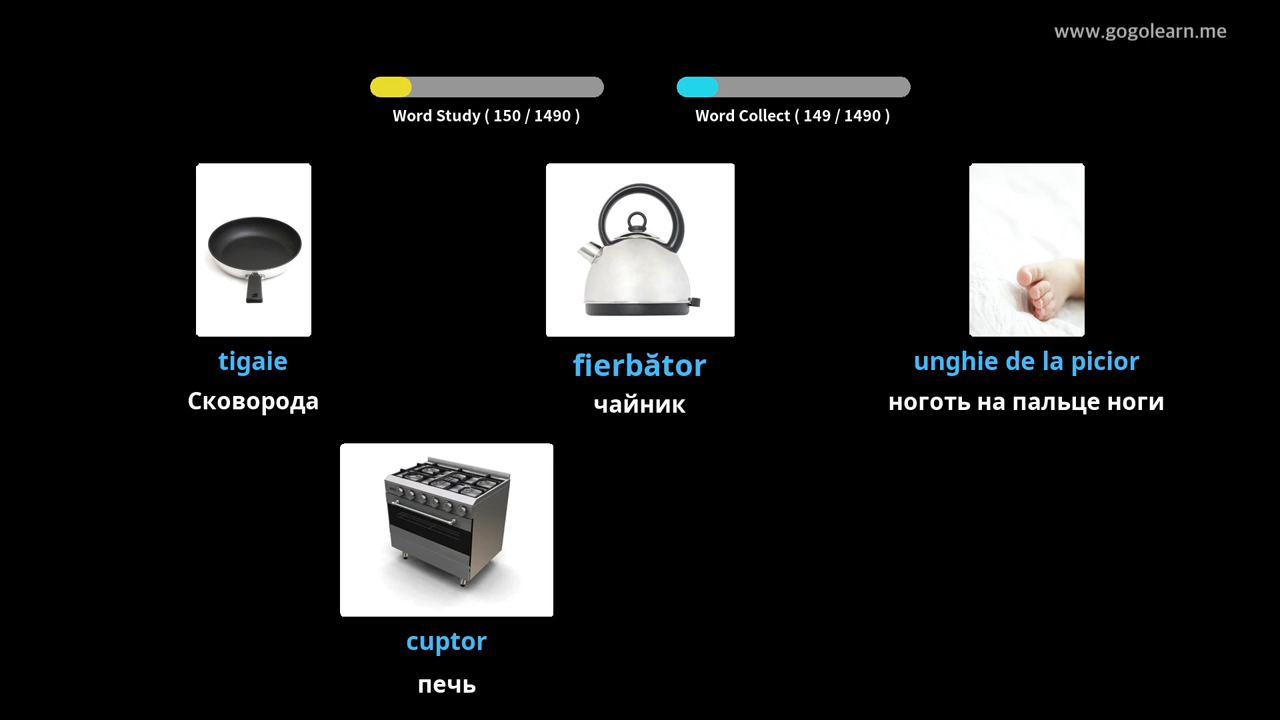 www.gogolearn.me
Word Study ( 150 / 1490 )
Word Collect ( 149 / 1490 )
tigaie
fierbător
unghie de la picior
Сковорода
чайник
ноготь на пальце ноги
cuptor
печь